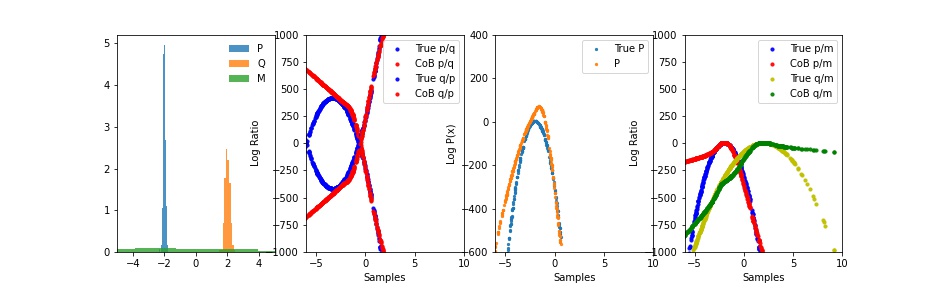 5
4
3
2
1
0
−4
−2
0
2
4
P
Q
M
Log Ratio
1000
750
500
250
0
−250
−500
−750
1000
−5
0
5
10
Samples
True p/q
CoB p/q
True q/p
CoB q/p
Log P(x)
400
200
0
−200
−400
−600
−5
0
5
10
Samples
True P
P
Log Ratio
1000
750
500
250
0
−250
−500
−750
1000
−5
0
5
10
Samples
True p/m
CoB p/m
True q/m
CoB q/m